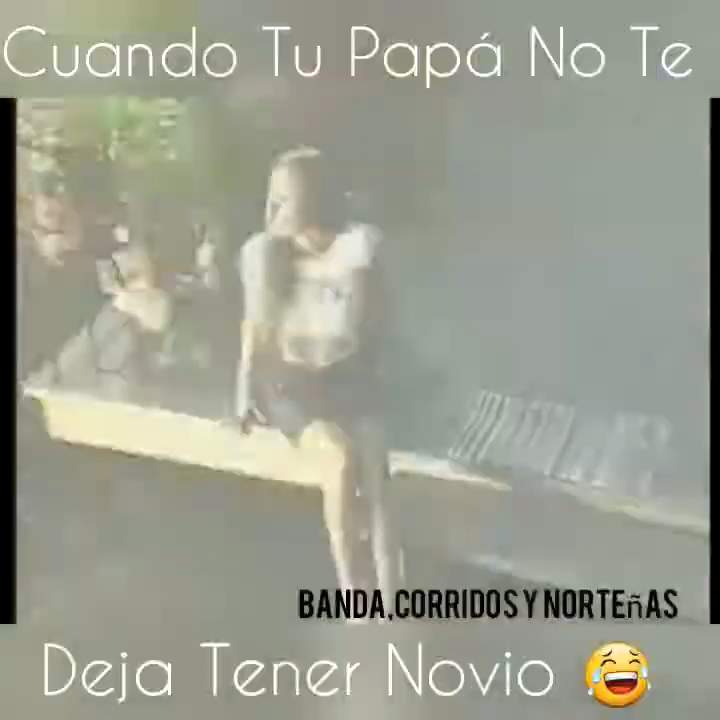 Cuando Tu Papá No Te
BANDA,CORRIDOS Y NORTEñAS
Deja Tener Novio 😂